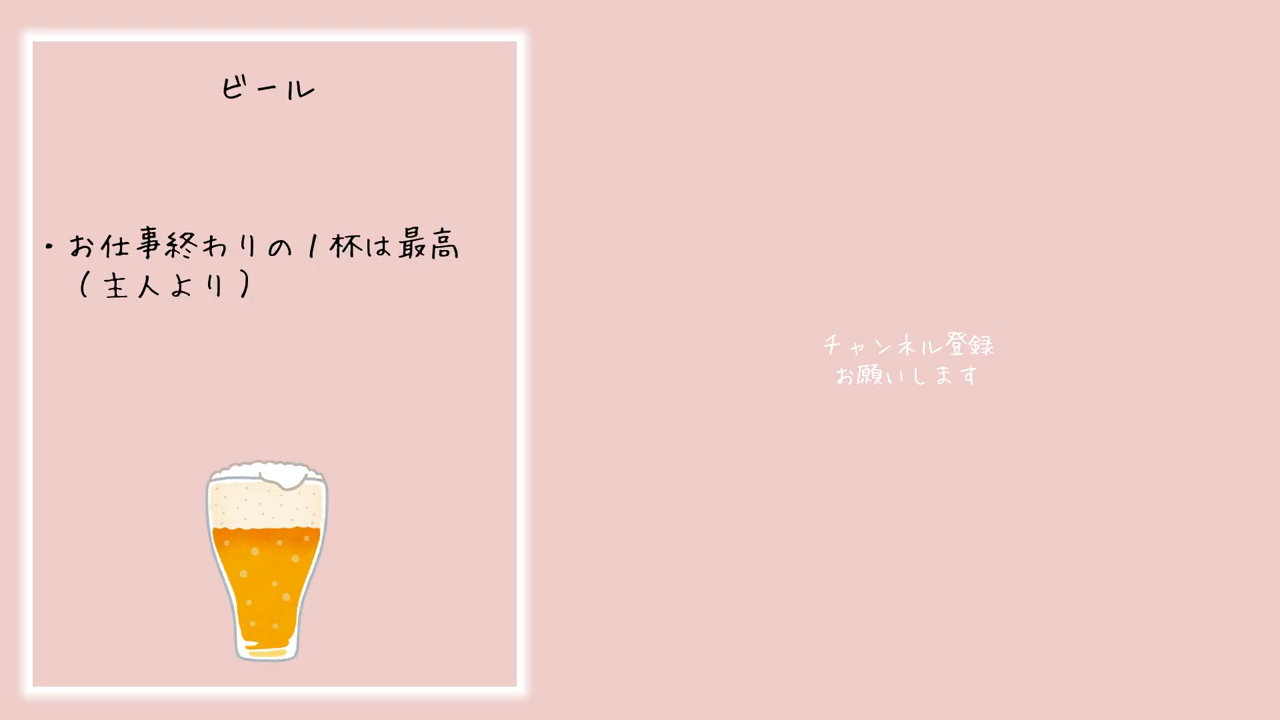 ビール
・お仕事終わりの1杯は最高
（主人より）
チャンネル登録
お願いします